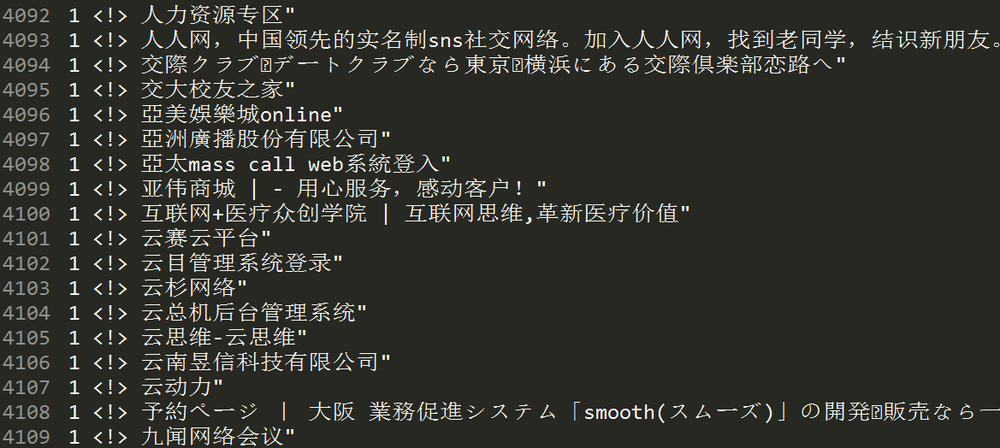 4092 1 <!> 人力资源专区"
4093 1 <!> 人人网，中国领先的实名制sns社交网络。加入人人网，找到老同学，结识新朋友。
4094 1 <!> 交際クラブ�デートクラブなら東京�横浜にある交際倶楽部恋路へ"
4095 1 <!> 交大校友之家"
4096 1 <!> 亞美娛樂城online"
4097 1 <!> 亞洲廣播股份有限公司"
4098 1 <!> 亞太mass call web系統登入"
4099 1 <!> 亚伟商城 | - 用心服务，感动客户！"
4100 1 <!> 互联网+医疗众创学院 | 互联网思维,革新医疗价值"
4101 1 <!> 云赛云平台"
4102 1 <!> 云目管理系统登录"
4103 1 <!> 云杉网络"
4104 1 <!> 云总机后台管理系统"
4105 1 <!> 云思维-云思维"
4106 1 <!> 云南昱信科技有限公司"
4107 1 <!> 云动力"
4108 1 <!> 予約ページ ｜ 大阪 業務促進システム「smooth(スムーズ)」の開発�販売なら一
4109 1 <!> 九闻网络会议"